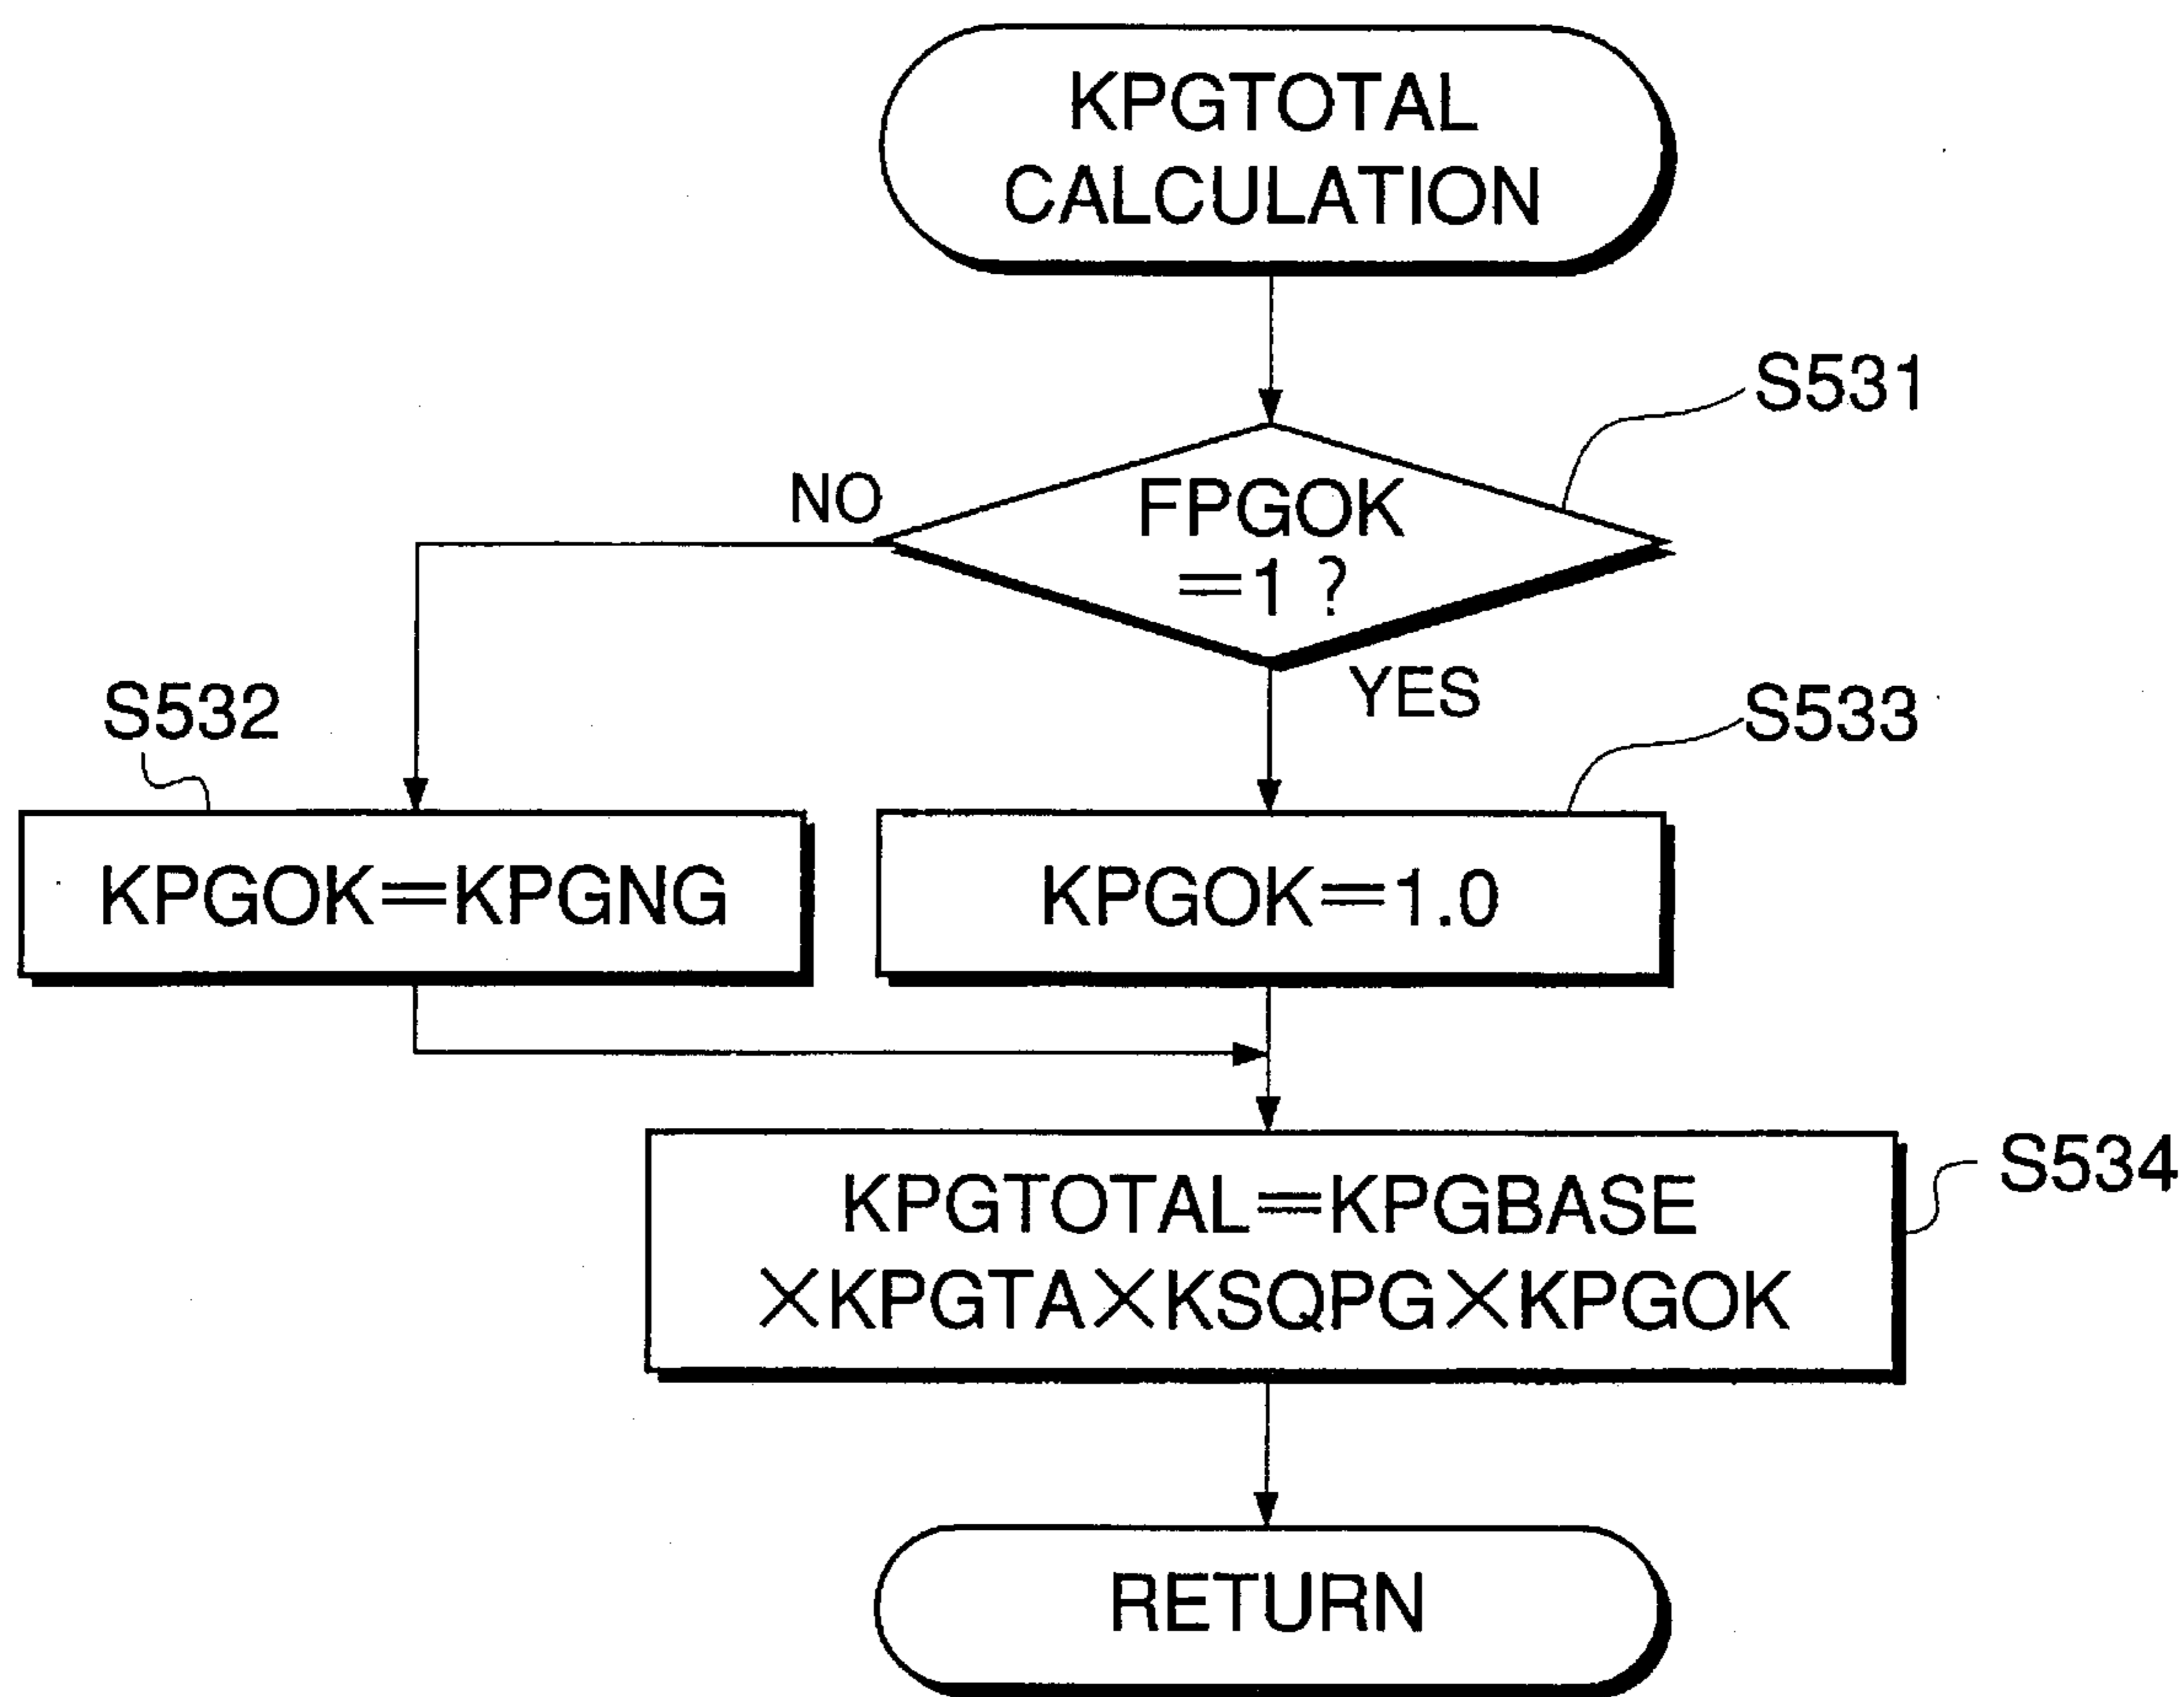 KPGTOTAL
CALCULATION
S531
NO
FPGOK
=1 ?
YES
S532
S533
KPGOK=KPGNG
KPGOK=1.0
S534
KPGTOTAL=KPGBASE
×KPGTA×KSQPG×KPGOK
RETURN